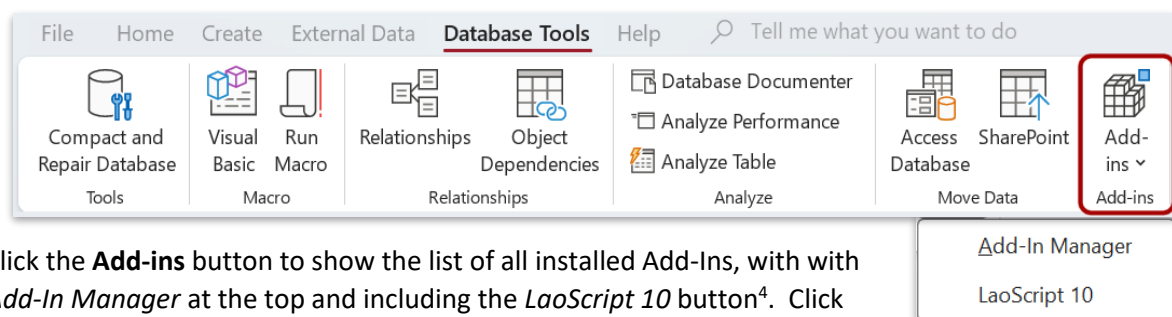 File Home Create External Data Database Tools Help Tell me what you want to do
Compact and
Repair Database
Tools
Visual
Basic
Run
Macro
Macro
Relationships
Object
Dependencies
Relationships
Database Documenter
Analyze Performance
Analyze Table
Analyze
Access
Database
SharePoint
Move Data
Add-
ins
Add-ins
Add-In Manager
LaoScript 10
lick the Add-ins button to show the list of all installed Add-Ins, with with
dd-In Manager at the top and including the LaoScript 10 button⁴. Click